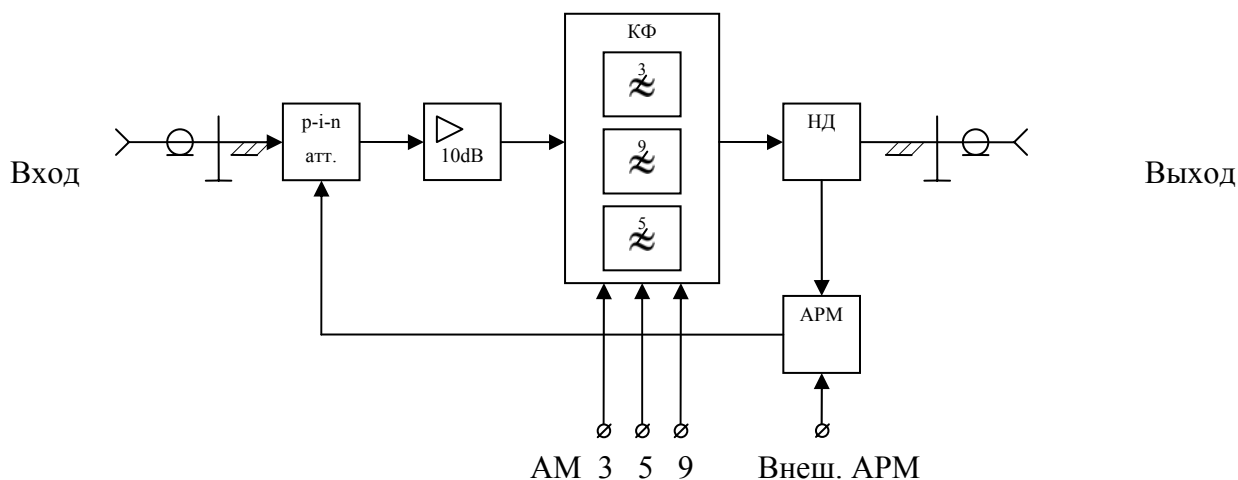 КФ
3
p-i-n
атт.
10dB
9
НД
Вход
Выход
5
АРМ
АМ 3 5 9
Внеш. АРМ